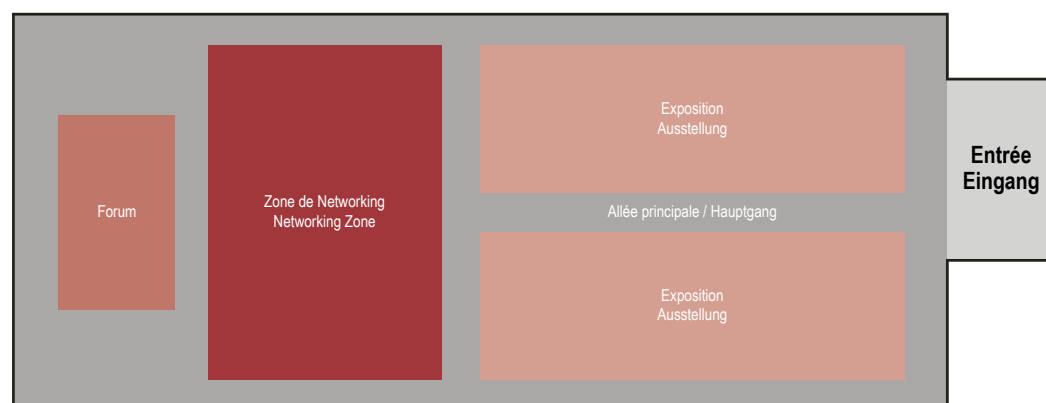 Exposition
Ausstellung
Entrée
Eingang
Forum
Zone de Networking
Networking Zone
Allée principale / Hauptgang
Exposition
Ausstellung